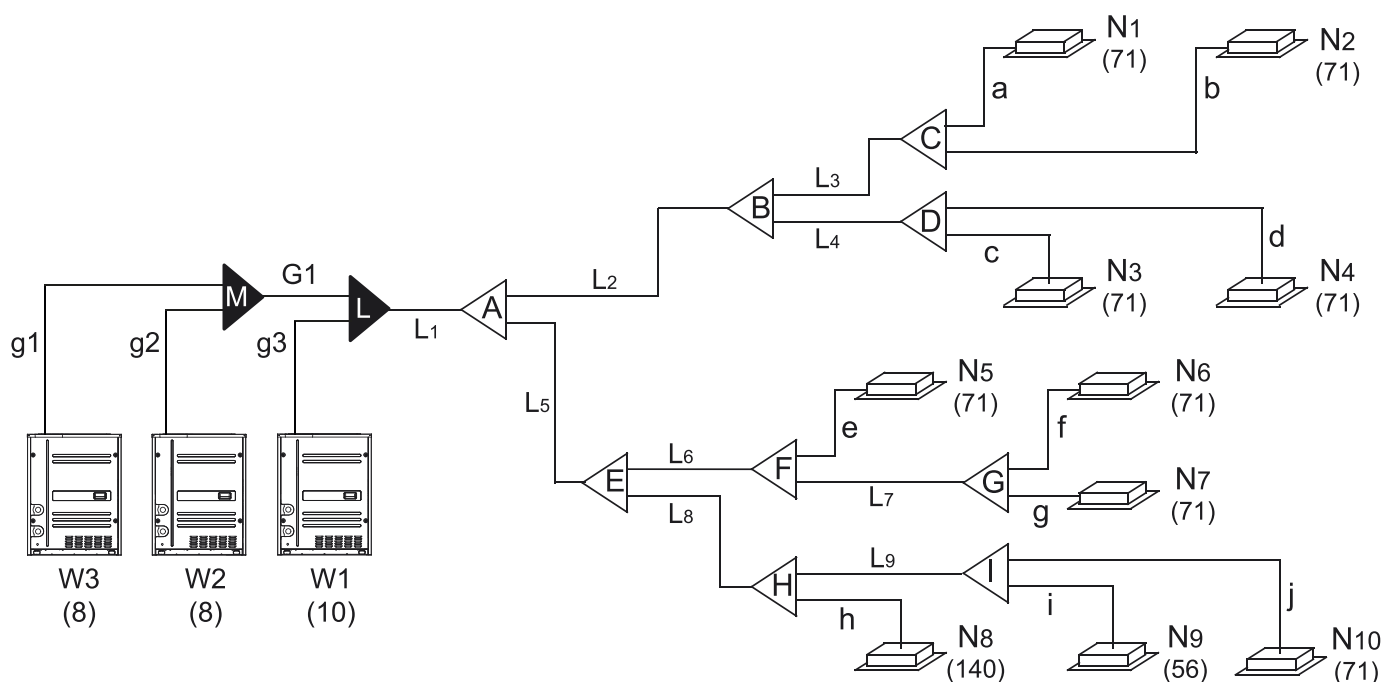 N1
(71)
N2
(71)
a
b
C
L3
B
D
L4
c
d
N3
(71)
N4
(71)
G1
M
L
A
L1
L2
g1
g2
g3
L5
N5
(71)
N6
(71)
e
f
L6
F
E
L7
G
g
N7
(71)
L8
L9
H
I
h
i
j
N8
(140)
N9
(56)
N10
(71)
W3
(8)
W2
(8)
W1
(10)